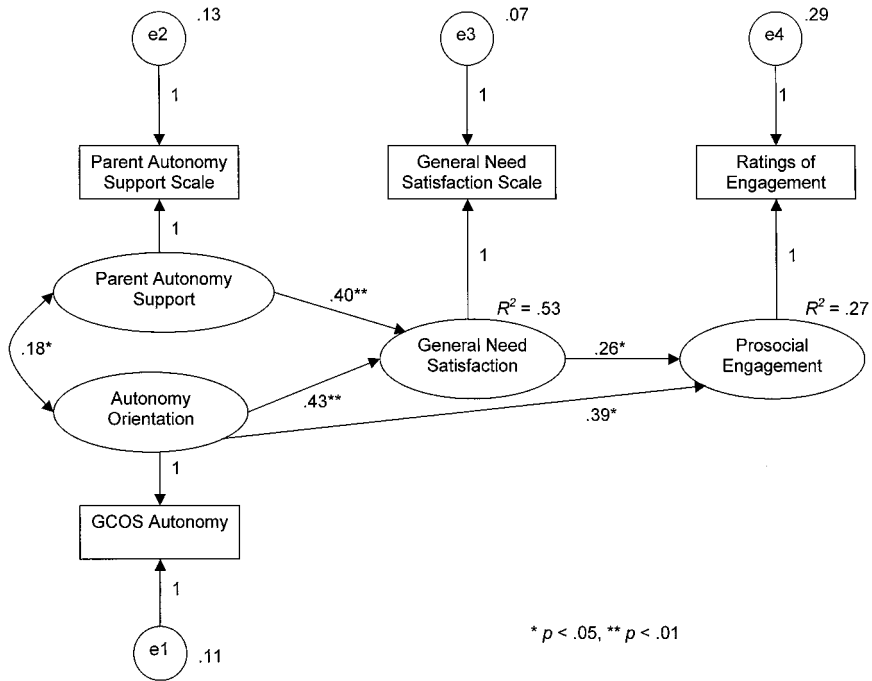 e2
.13
e3
.07
e4
.29
1
1
1
Parent Autonomy
Support Scale
General Need
Satisfaction Scale
Ratings of
Engagement
1
1
1
Parent Autonomy
Support
.40**
R² = .53
R² = .27
.18*
General Need
Satisfaction
.26*
Prosocial
Engagement
Autonomy
Orientation
.43**
.39*
1
GCOS Autonomy
1
* p < .05, ** p < .01
e1
.11